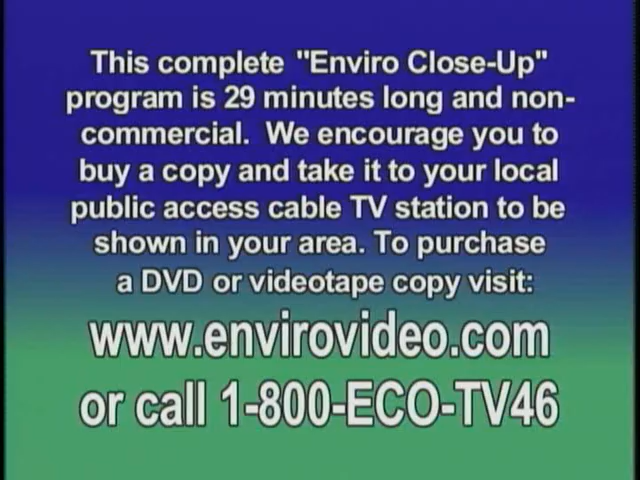 This complete "Enviro Close-Up"
program is 29 minutes long and non-
commercial. We encourage you to
buy a copy and take it to your local
public access cable TV station to be
shown in your area. To purchase
a DVD or videotape copy visit:
www.envirovideo.com
or call 1-800-ECO-TV46